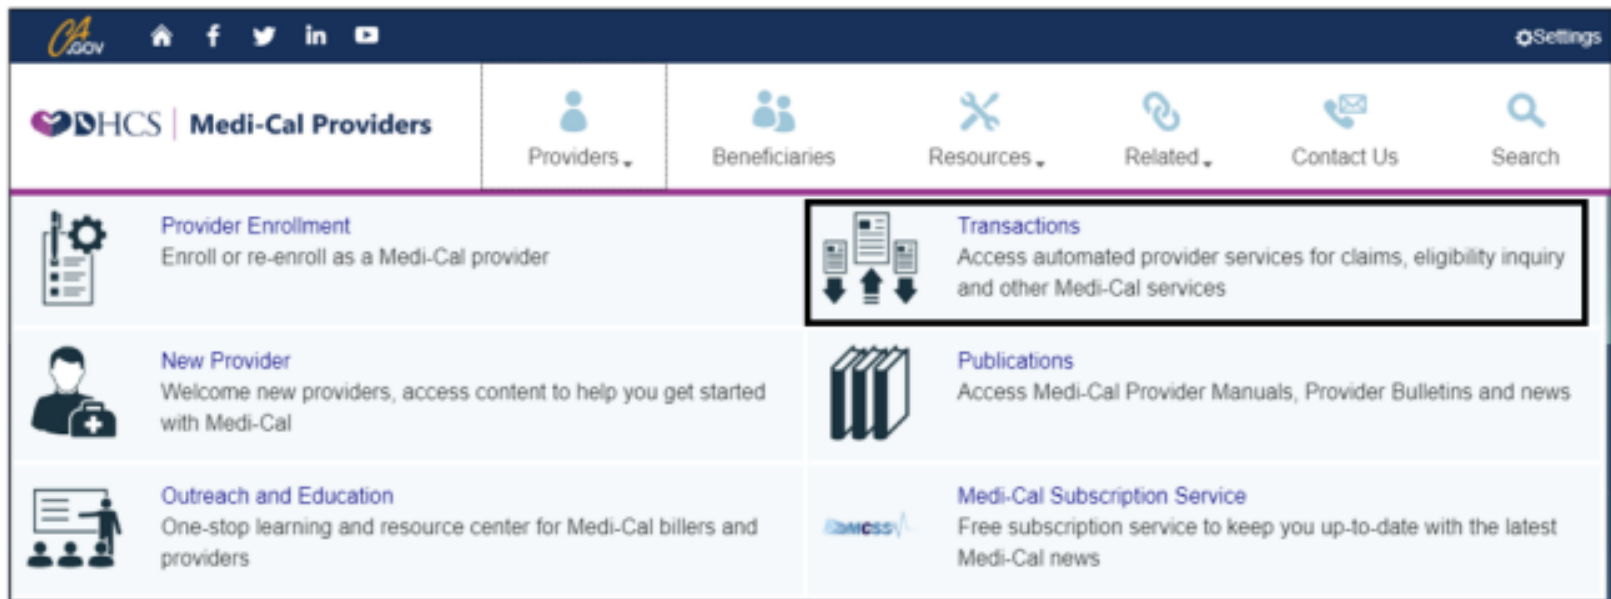 CA.GOV
Settings
DHCS | Medi-Cal Providers
Providers
Beneficiaries
Resources
Related
Contact Us
Search
Provider Enrollment
Enroll or re-enroll as a Medi-Cal provider
Transactions
Access automated provider services for claims, eligibility inquiry
and other Medi-Cal services
New Provider
Welcome new providers, access content to help you get started
with Medi-Cal
Publications
Access Medi-Cal Provider Manuals, Provider Bulletins and news
Outreach and Education
One-stop learning and resource center for Medi-Cal billers and
providers
MCSS
Medi-Cal Subscription Service
Free subscription service to keep you up-to-date with the latest
Medi-Cal news